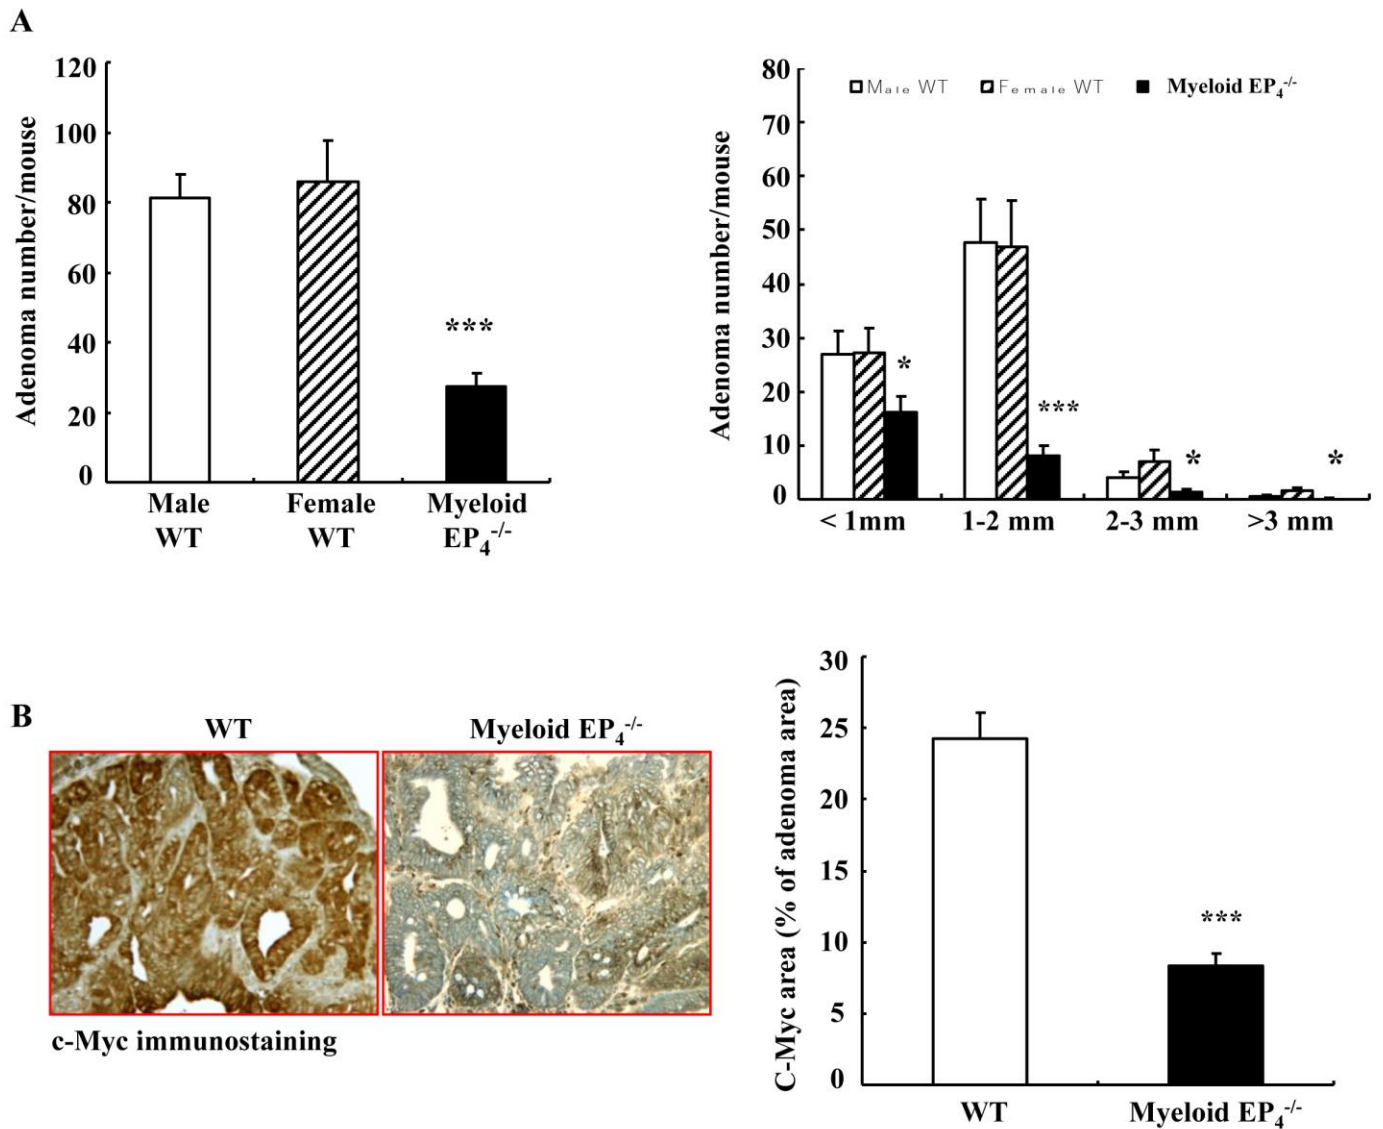 A
Adenoma number/mouse
120
100
80
60
40
20
0
***
Male WT
Female WT
Myeloid EP₄⁻/⁻
Adenoma number/mouse
80
70
60
50
40
30
20
10
0
Male WT
Female WT
Myeloid EP₄⁻/⁻
*
***
*
*
< 1mm
1-2 mm
2-3 mm
>3 mm
B
WT
Myeloid EP₄⁻/⁻
c-Myc immunostaining
C-Myc area (% of adenoma area)
30
25
20
15
10
5
0
***
WT
Myeloid EP₄⁻/⁻